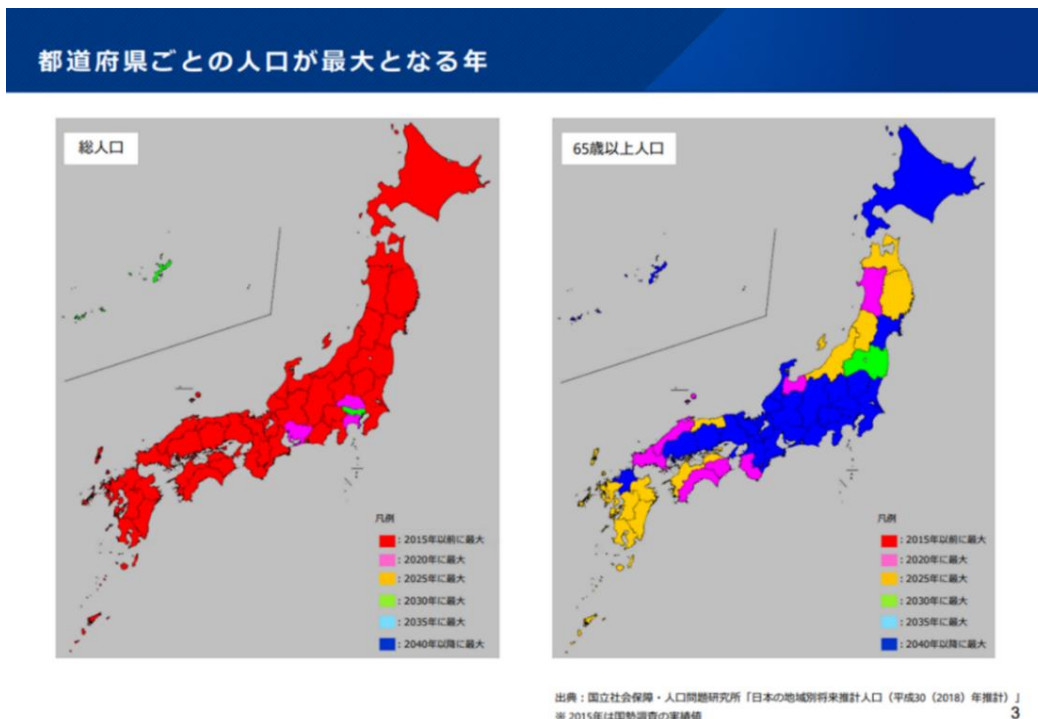 都道府県ごとの人口が最大となる年
総人口
凡例
：2015年以前に最大
：2020年に最大
：2025年に最大
：2030年に最大
：2035年に最大
：2040年以降に最大
65歳以上人口
凡例
：2015年以前に最大
：2020年に最大
：2025年に最大
：2030年に最大
：2035年に最大
：2040年以降に最大
出典：国立社会保障・人口問題研究所「日本の地域別将来推計人口（平成30（2018）年推計）」
※ 2015年は国勢調査の実績値
3